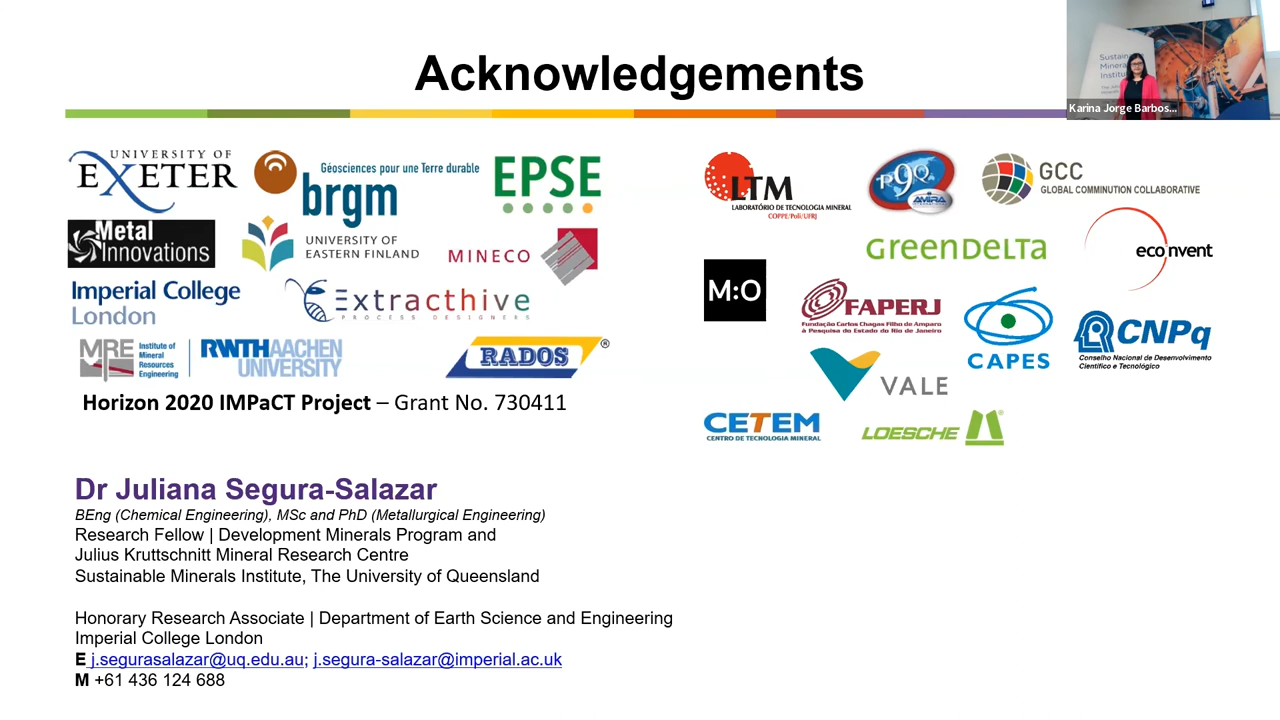 Acknowledgements
Sustain
Mineral
Institu
Karina Jorge Barbos...
UNIVERSITY OF
EXETER
Géosciences pour une Terre durable
brgm
EPSE
Metal
Innovations
UNIVERSITY OF
EASTERN FINLAND
MINECO
Imperial College
London
Extracthive
PROCESS DESIGNERS
MRE
Institute of
Mineral
Resources
Engineering
RWTHAACHEN
UNIVERSITY
RADOS®
Horizon 2020 IMPaCT Project – Grant No. 730411
LTM
LABORATÓRIO DE TECNOLOGIA MINERAL
COPPE/Poli/UFRJ
P9Q
AMIRA
INTERNATIONAL
GCC
GLOBAL COMMINUTION COLLABORATIVE
GreenDeLTa
ecoinvent
M:O
FAPERJ
Fundação Carlos Chagas Filho de Amparo
à Pesquisa do Estado do Rio de Janeiro
CAPES
CNPq
Conselho Nacional de Desenvolvimento
Científico e Tecnológico
VALE
CETEM
CENTRO DE TECNOLOGIA MINERAL
LOESCHE
Dr Juliana Segura-Salazar
BEng (Chemical Engineering), MSc and PhD (Metallurgical Engineering)
Research Fellow | Development Minerals Program and
Julius Kruttschnitt Mineral Research Centre
Sustainable Minerals Institute, The University of Queensland
Honorary Research Associate | Department of Earth Science and Engineering
Imperial College London
E j.segurasalazar@uq.edu.au; j.segura-salazar@imperial.ac.uk
M +61 436 124 688